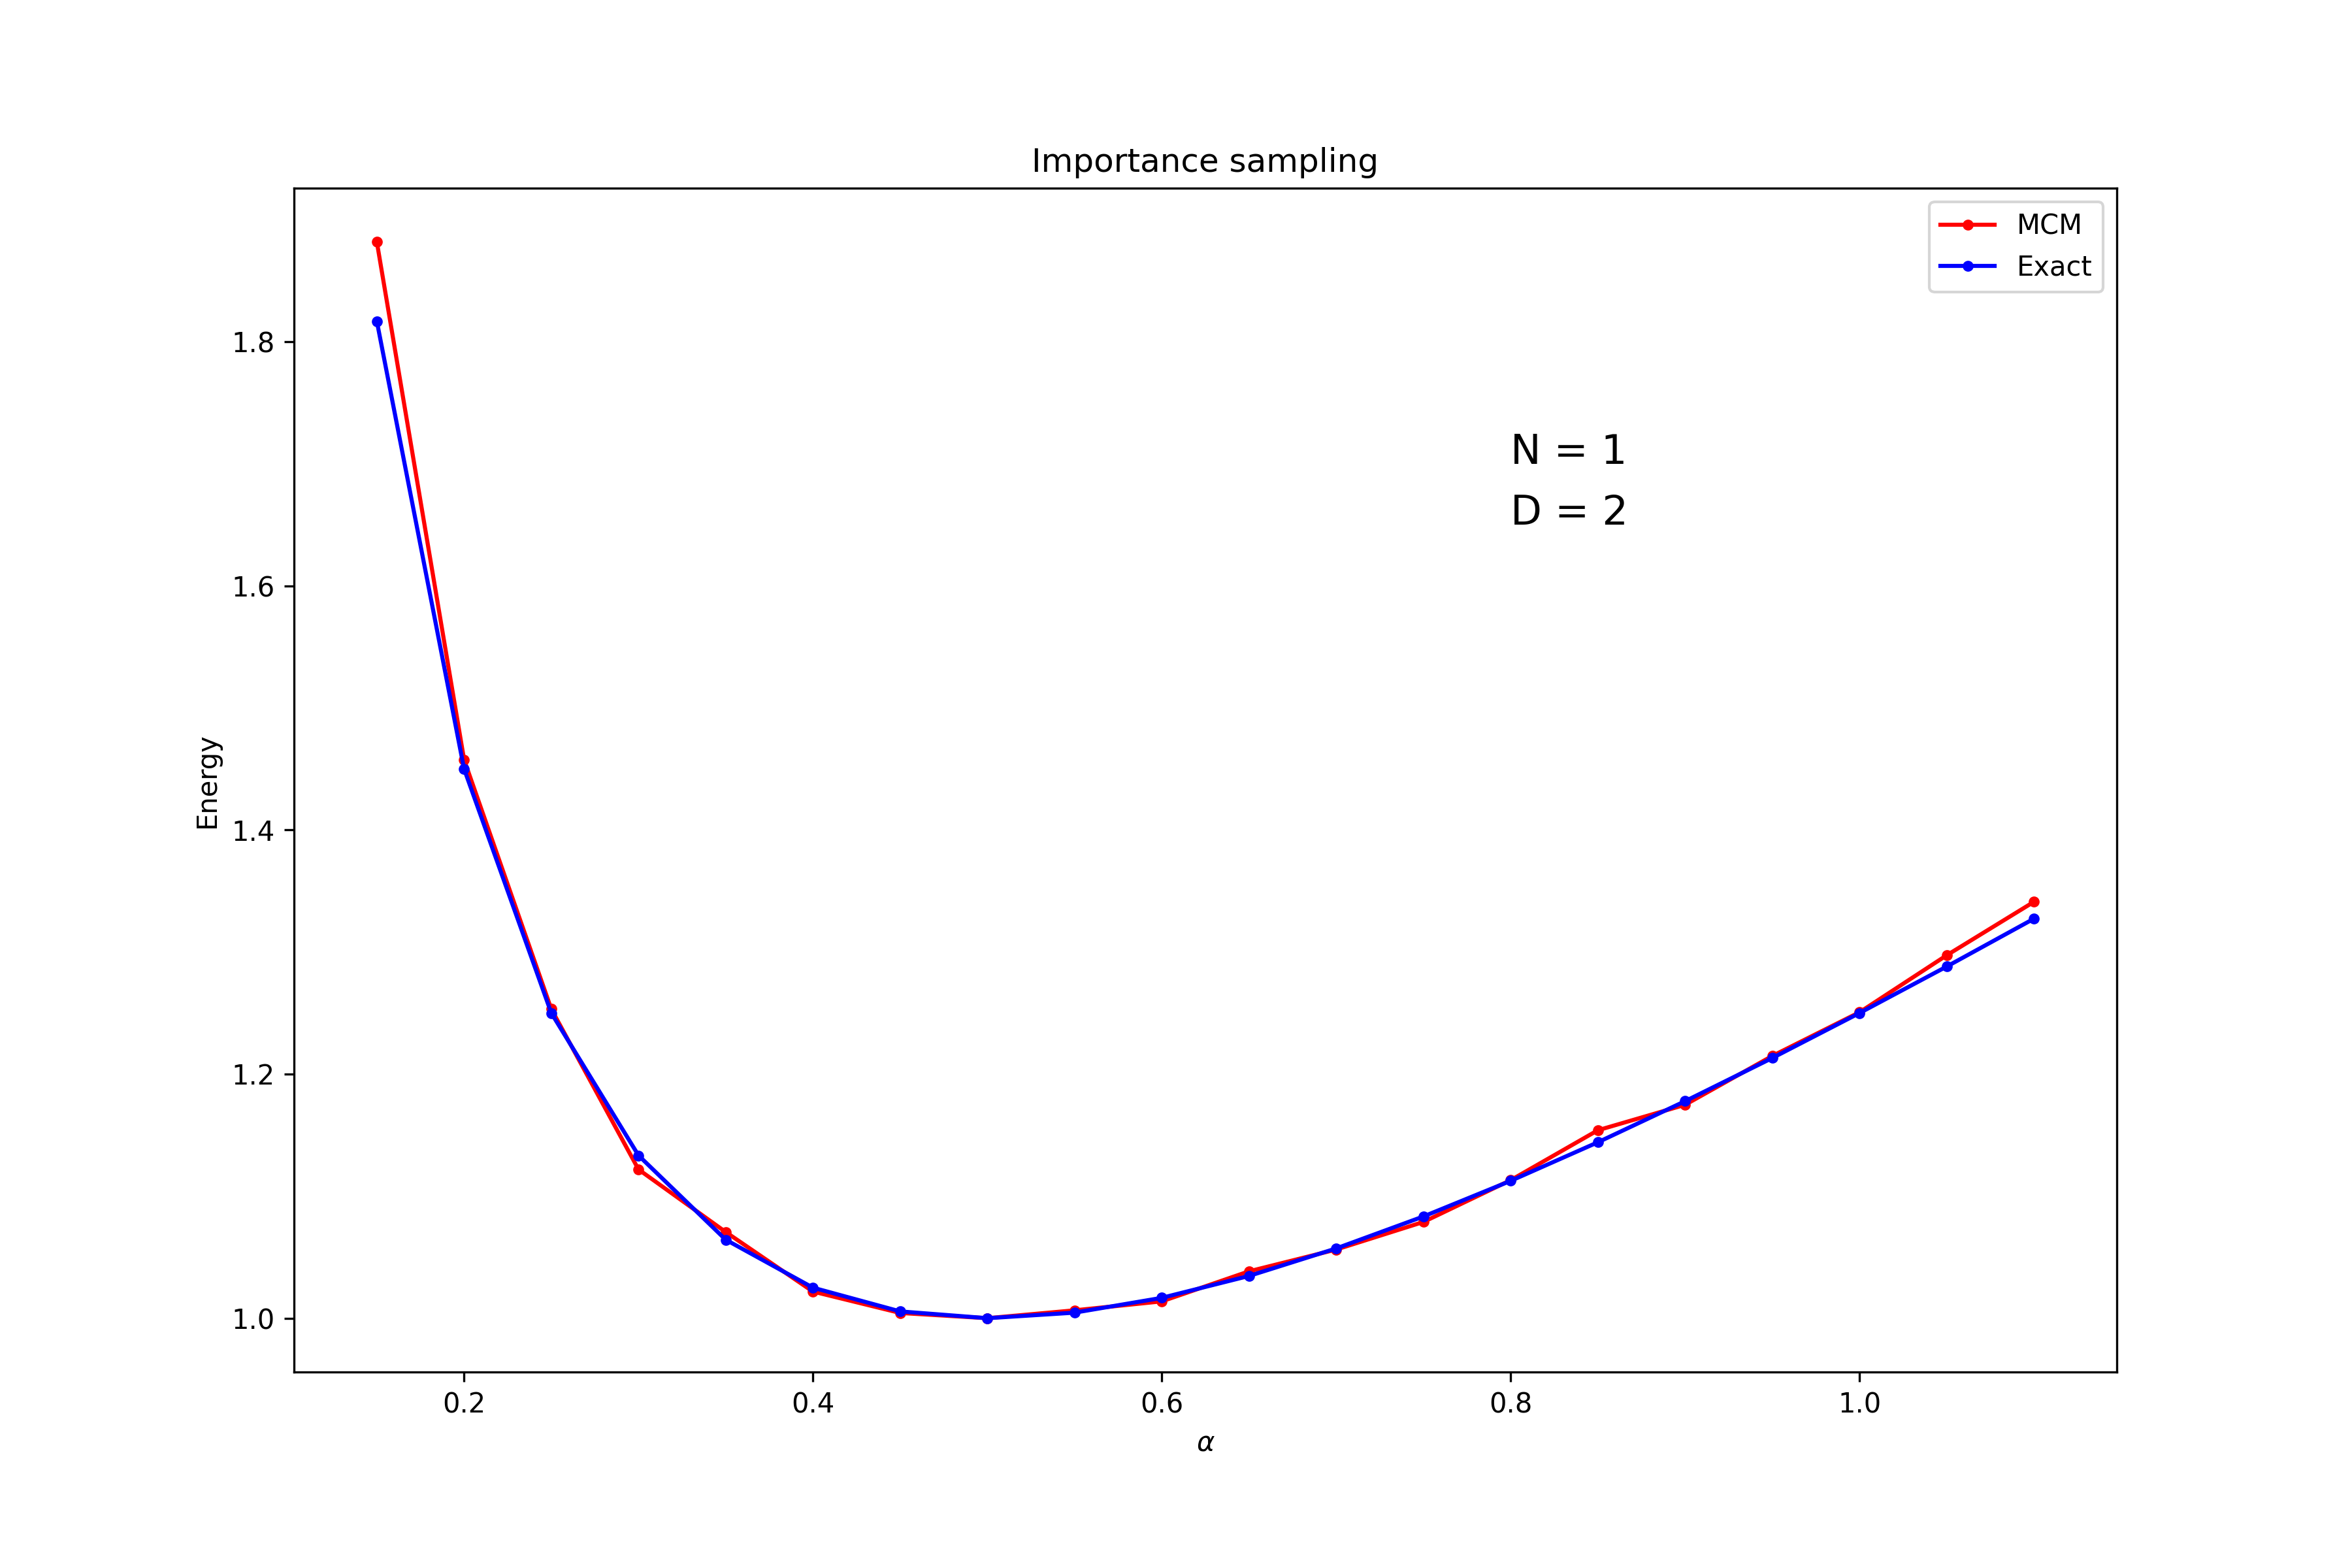 Importance sampling
MCM
Exact
N = 1
D = 2
Energy
1.8
1.6
1.4
1.2
1.0
0.2 0.4 0.6 0.8 1.0
α